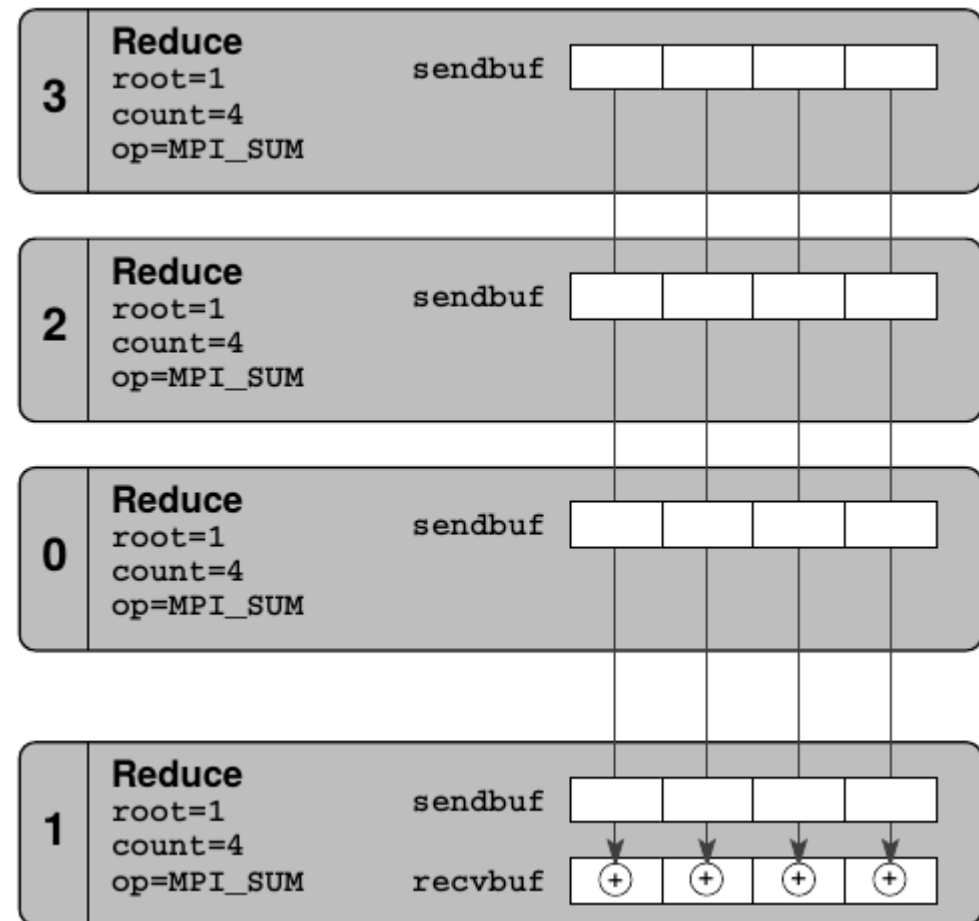 3
Reduce
root=1
count=4
op=MPI_SUM
sendbuf
2
Reduce
root=1
count=4
op=MPI_SUM
sendbuf
0
Reduce
root=1
count=4
op=MPI_SUM
sendbuf
1
Reduce
root=1
count=4
op=MPI_SUM
sendbuf
recvbuf
+ + + +